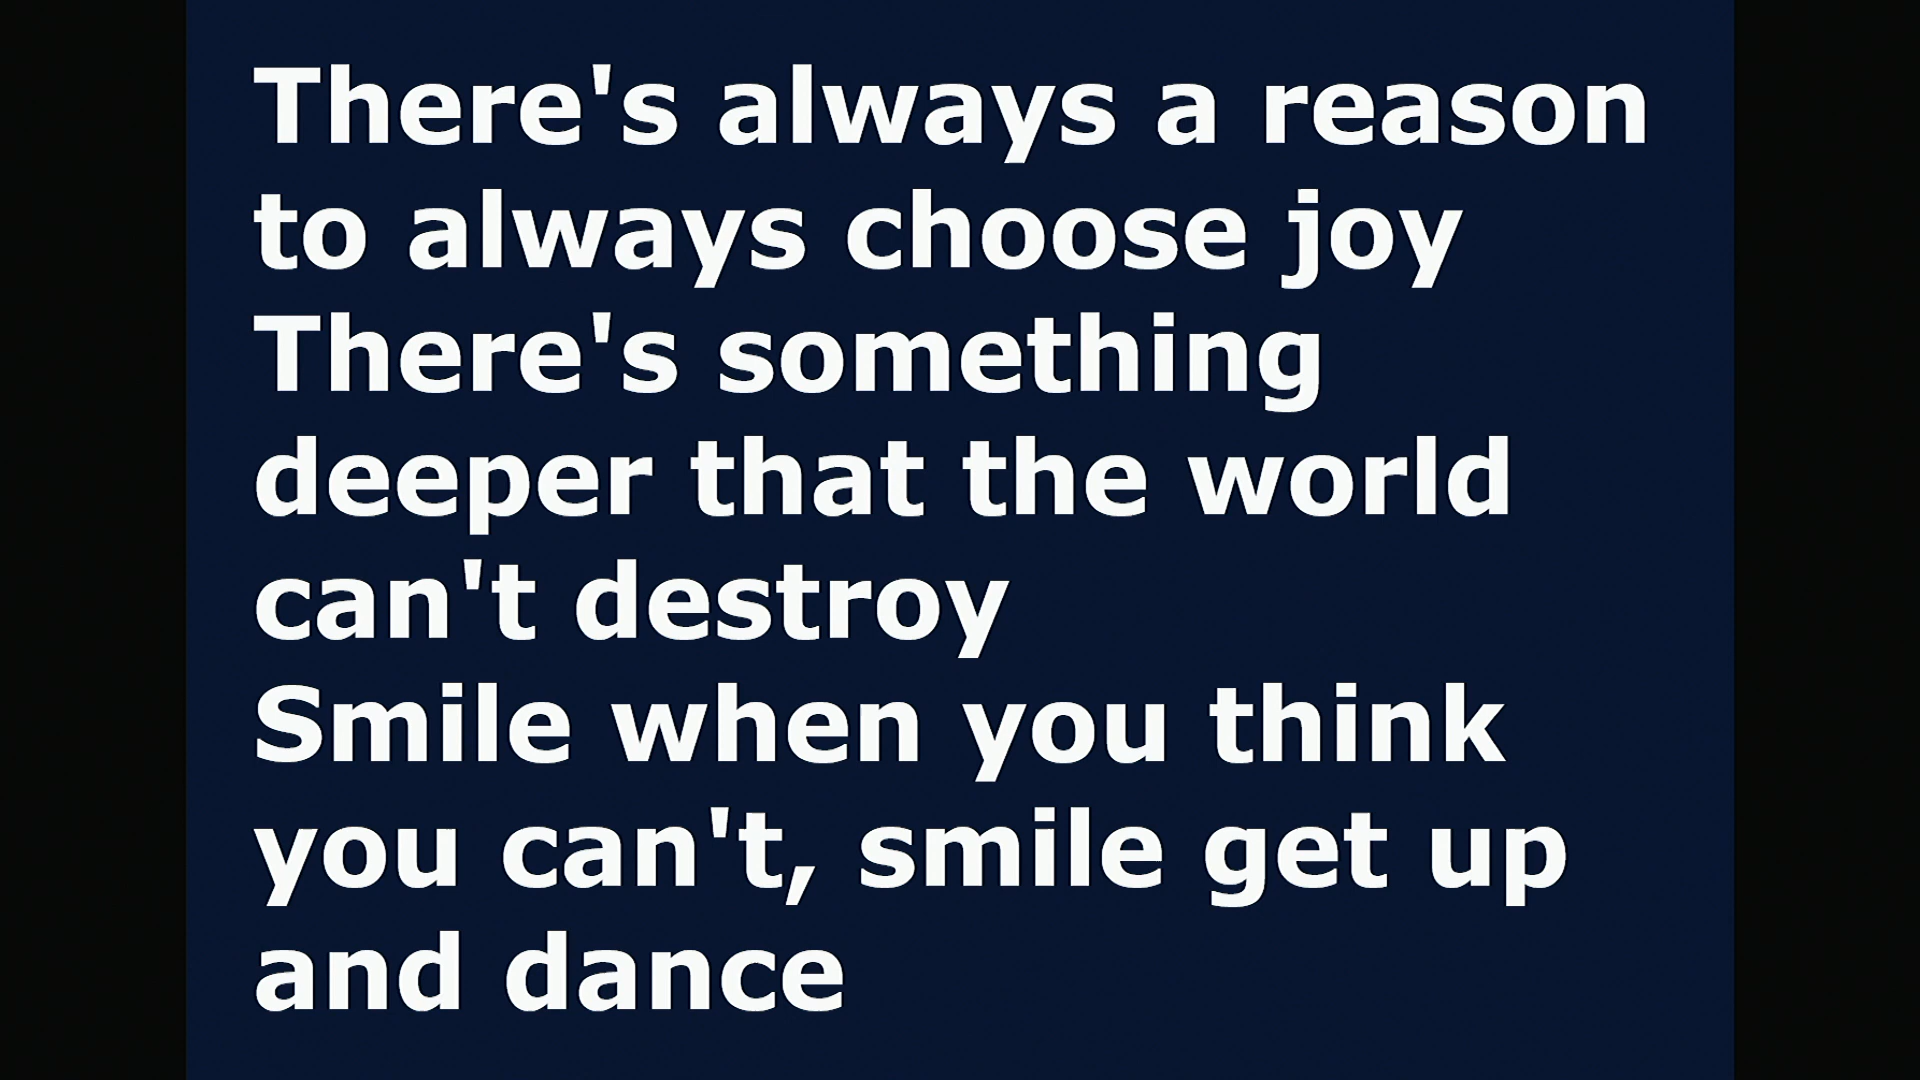 There's always a reason
to always choose joy
There's something
deeper that the world
can't destroy
Smile when you think
you can't, smile get up
and dance